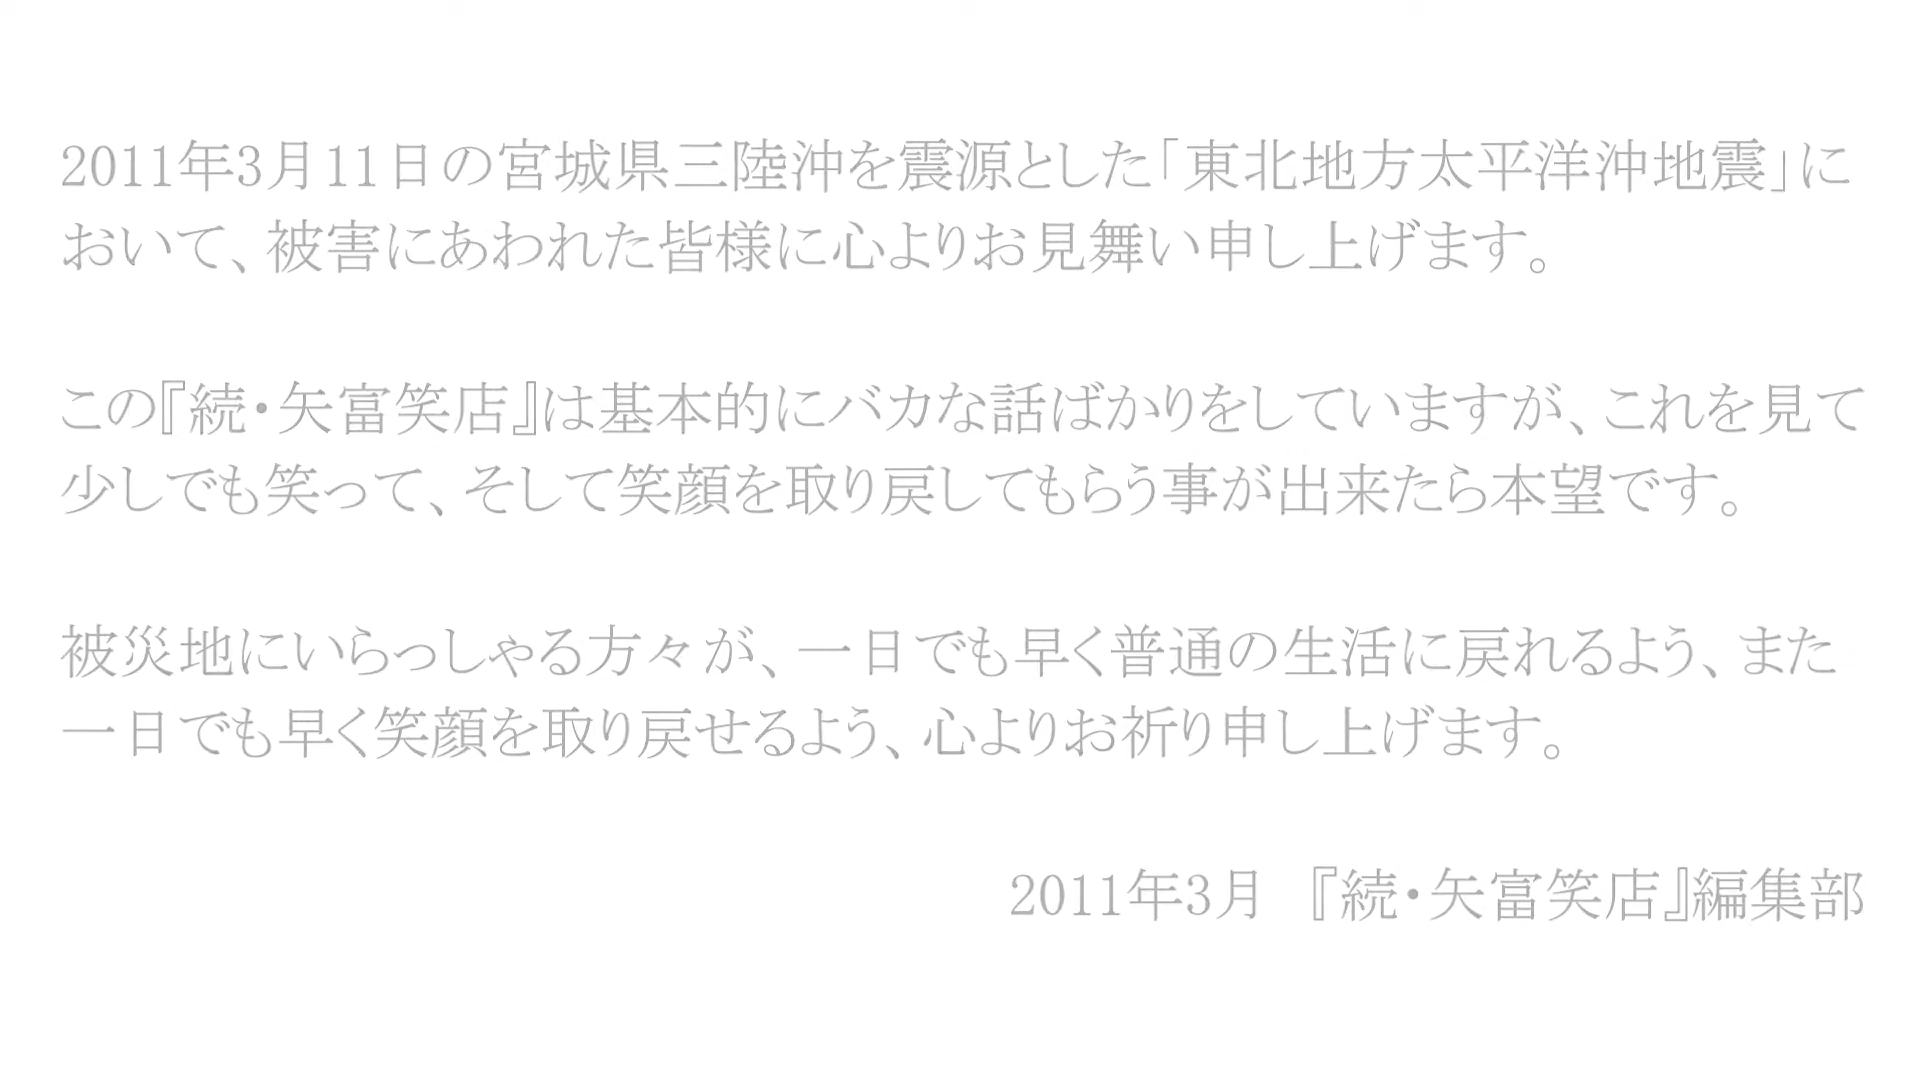 2011年3月11日の宮城県三陸沖を震源とした「東北地方太平洋沖地震」に
おいて、被害にあわれた皆様に心よりお見舞い申し上げます。
この『続・矢富笑店』は基本的にバカな話ばかりをしていますが、これを見て
少しでも笑って、そして笑顔を取り戻してもらう事が出来たら本望です。
被災地にいらっしゃる方々が、一日でも早く普通の生活に戻れるよう、また
一日でも早く笑顔を取り戻せるよう、心よりお祈り申し上げます。
2011年3月　『続・矢富笑店』編集部